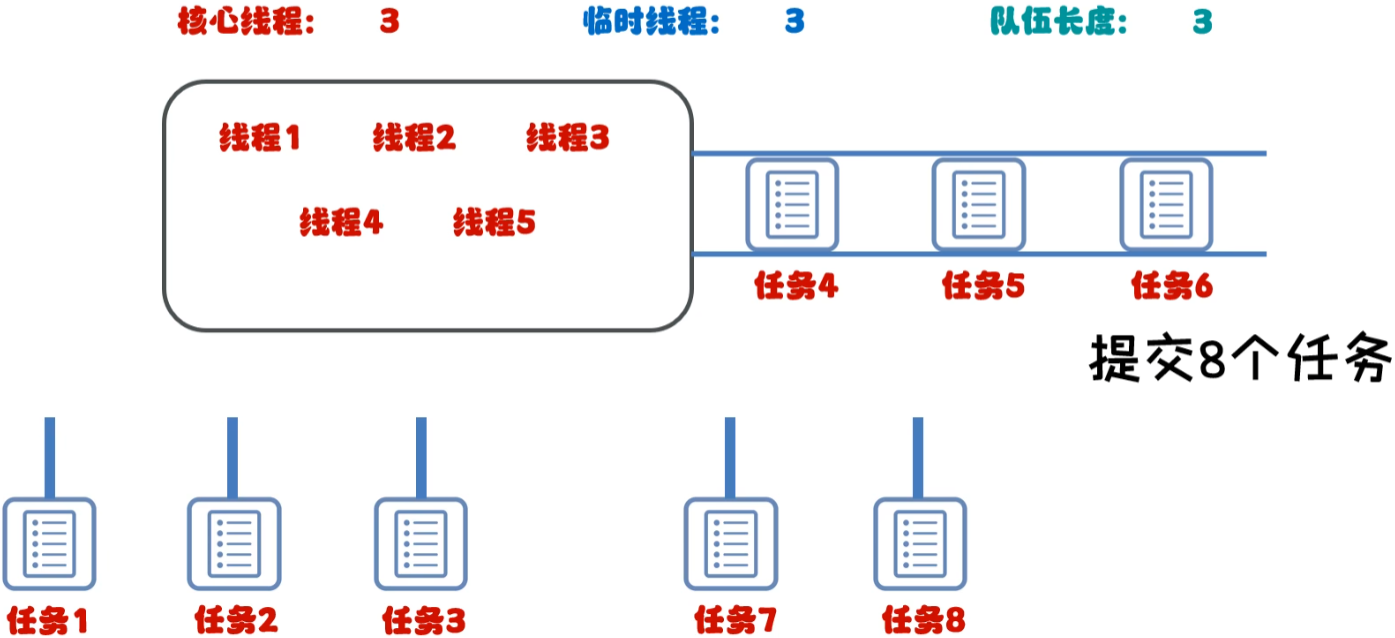 核心线程: 3 临时线程: 3 队伍长度: 3
线程1 线程2 线程3
线程4 线程5
任务4 任务5 任务6
提交8个任务
任务1 任务2 任务3 任务7 任务8